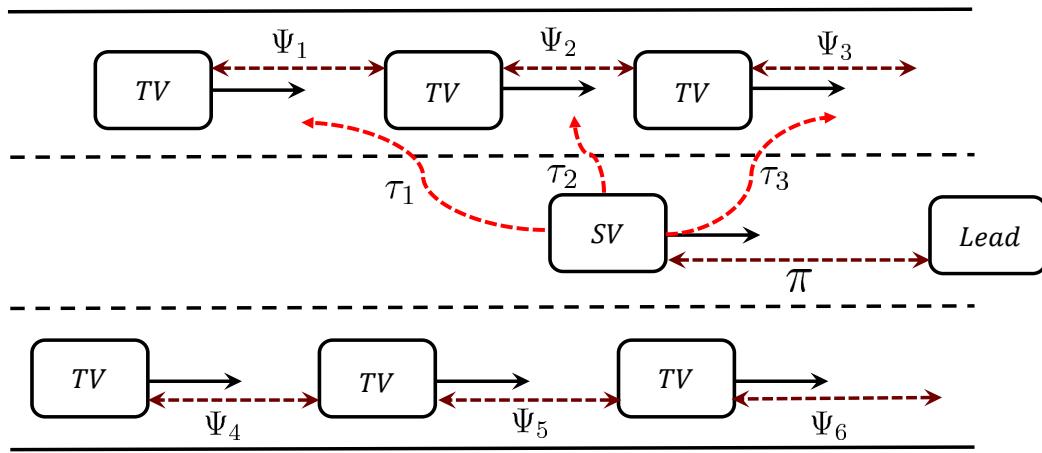 Ψ₁ Ψ₂ Ψ₃
TV TV TV
τ₁ τ₂ τ₃
SV Lead
π
TV TV TV
Ψ₄ Ψ₅ Ψ₆